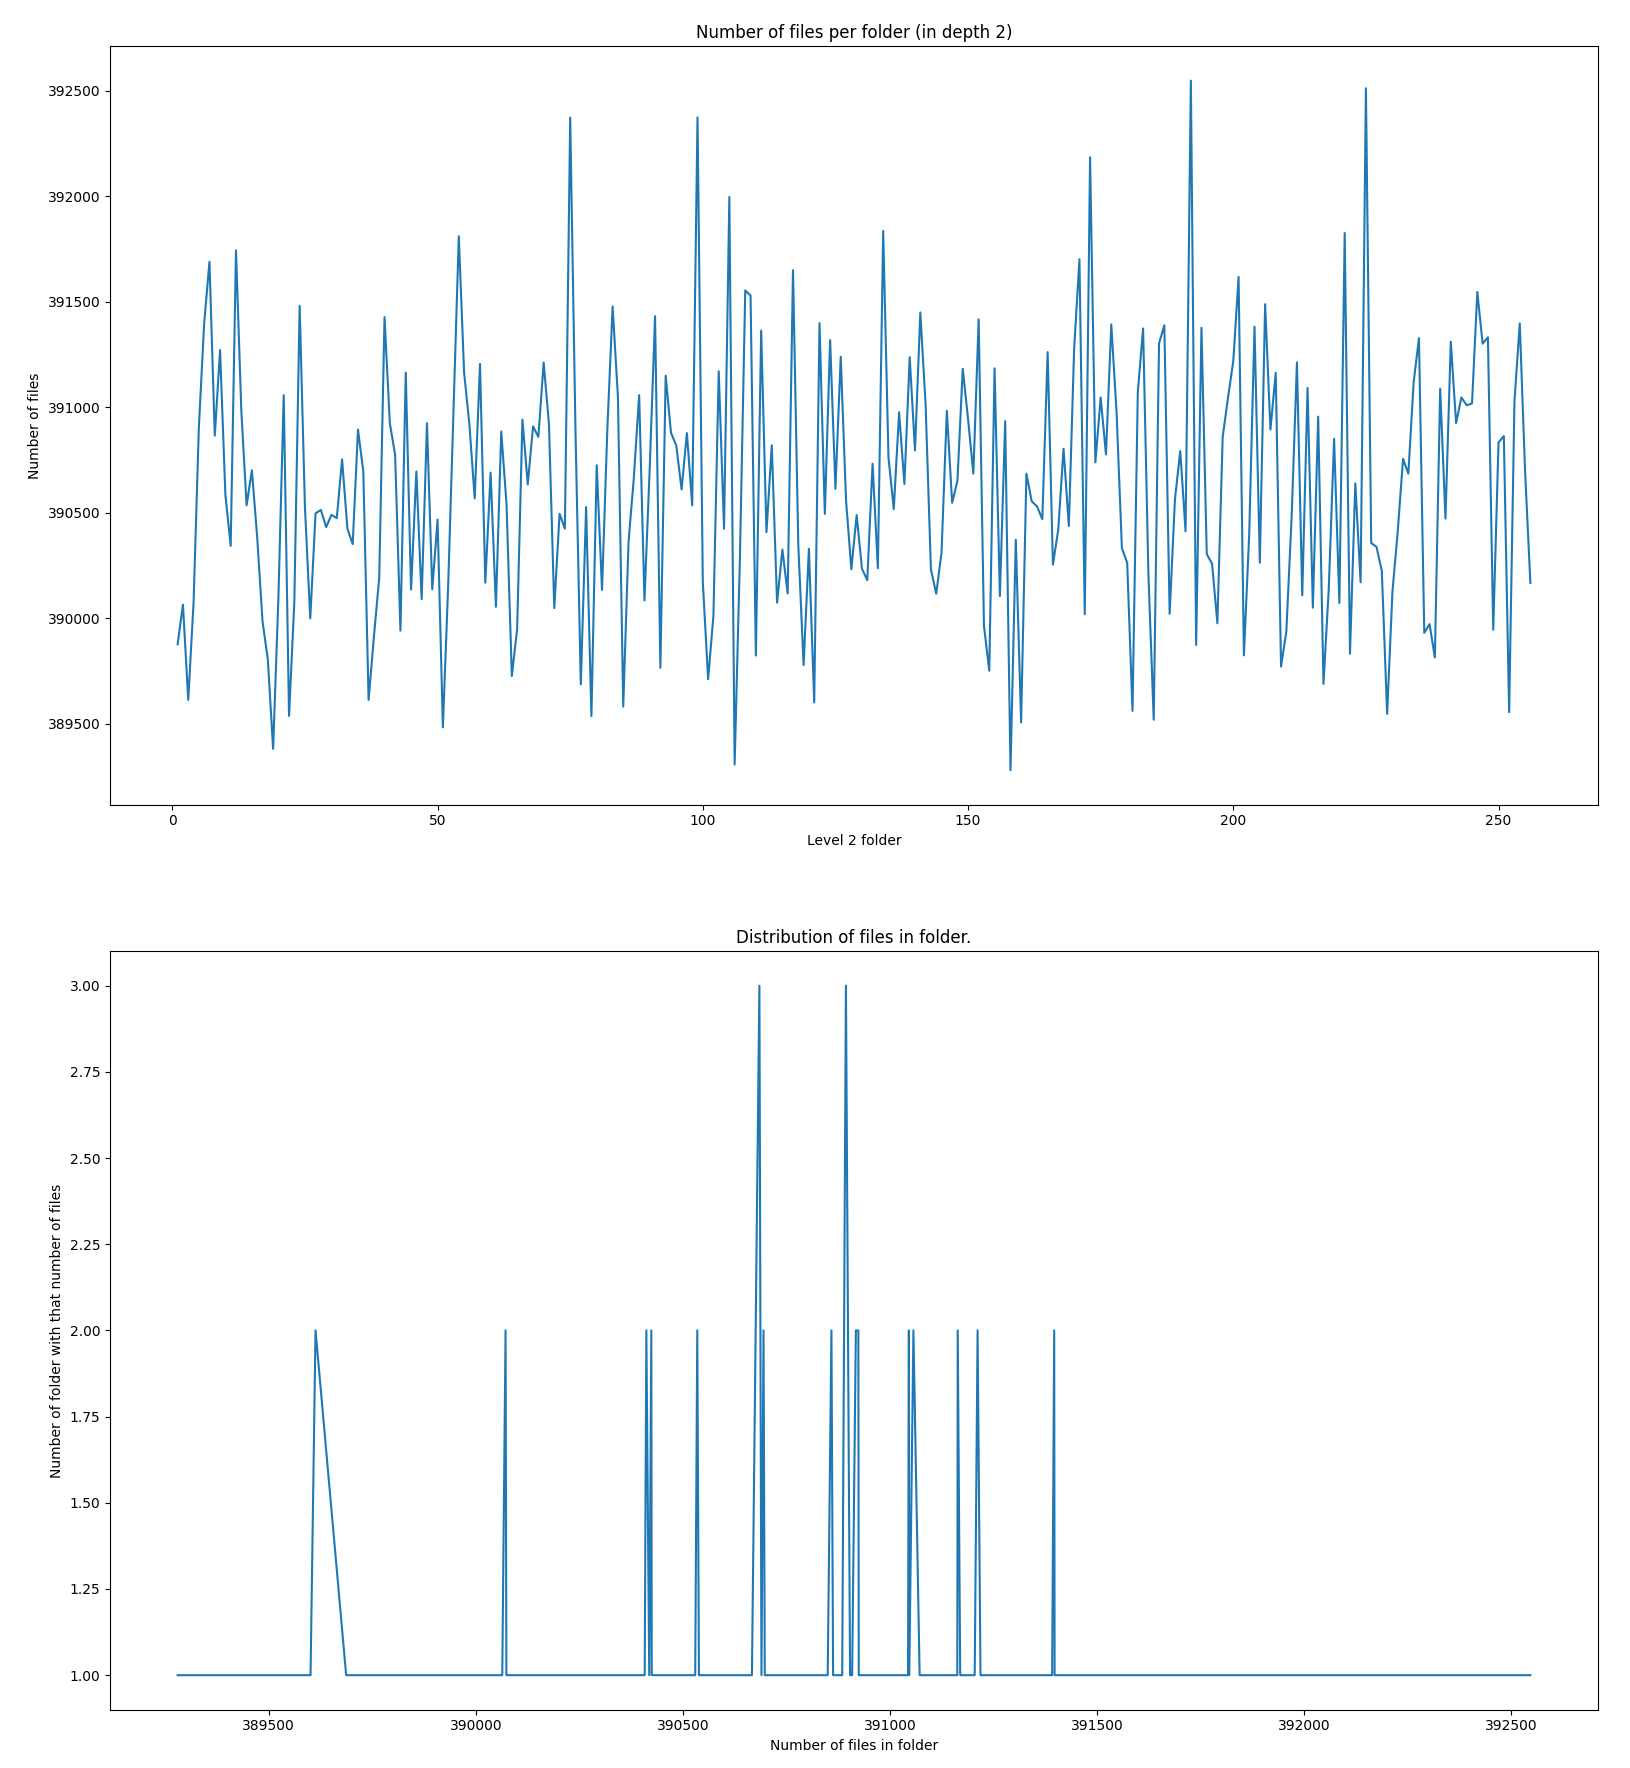 Number of files per folder (in depth 2)
392500
392000
391500
391000
390500
390000
389500
Number of files
0 50 100 150 200 250
Level 2 folder
Distribution of files in folder.
3.00
2.75
2.50
2.25
2.00
1.75
1.50
1.25
1.00
Number of folder with that number of files
389500 390000 390500 391000 391500 392000 392500
Number of files in folder